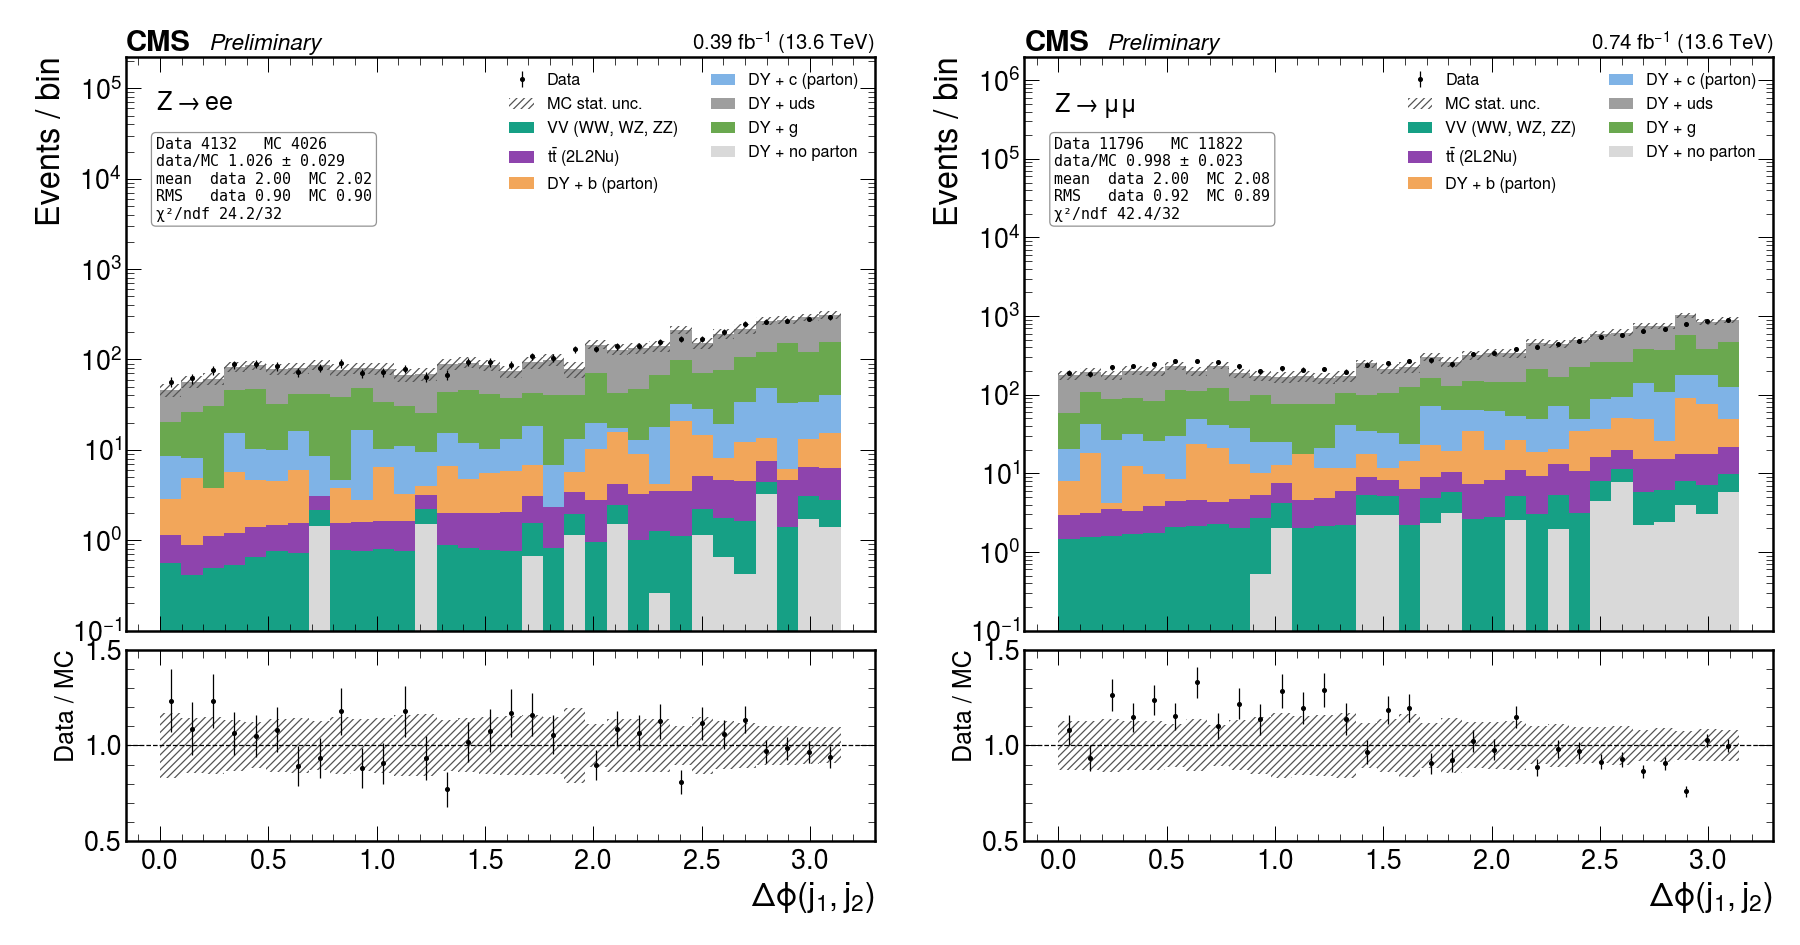 CMS Preliminary 0.39 fb⁻¹ (13.6 TeV)
Events / bin
10⁵
10⁴
10³
10²
10¹
10⁰
10⁻¹
Z → ee
Data 4132   MC 4026
data/MC 1.026 ± 0.029
mean  data 2.00  MC 2.02
RMS   data 0.90  MC 0.90
χ²/ndf 24.2/32
Data
MC stat. unc.
VV (WW, WZ, ZZ)
tt̄ (2L2Nu)
DY + b (parton)
DY + c (parton)
DY + uds
DY + g
DY + no parton
Data / MC
1.5
1.0
0.5
0.0 0.5 1.0 1.5 2.0 2.5 3.0
Δϕ(j₁, j₂)
CMS Preliminary 0.74 fb⁻¹ (13.6 TeV)
Events / bin
10⁶
10⁵
10⁴
10³
10²
10¹
10⁰
10⁻¹
Z → μμ
Data 11796   MC 11822
data/MC 0.998 ± 0.023
mean  data 2.00  MC 2.08
RMS   data 0.92  MC 0.89
χ²/ndf 42.4/32
Data
MC stat. unc.
VV (WW, WZ, ZZ)
tt̄ (2L2Nu)
DY + b (parton)
DY + c (parton)
DY + uds
DY + g
DY + no parton
Data / MC
1.5
1.0
0.5
0.0 0.5 1.0 1.5 2.0 2.5 3.0
Δϕ(j₁, j₂)